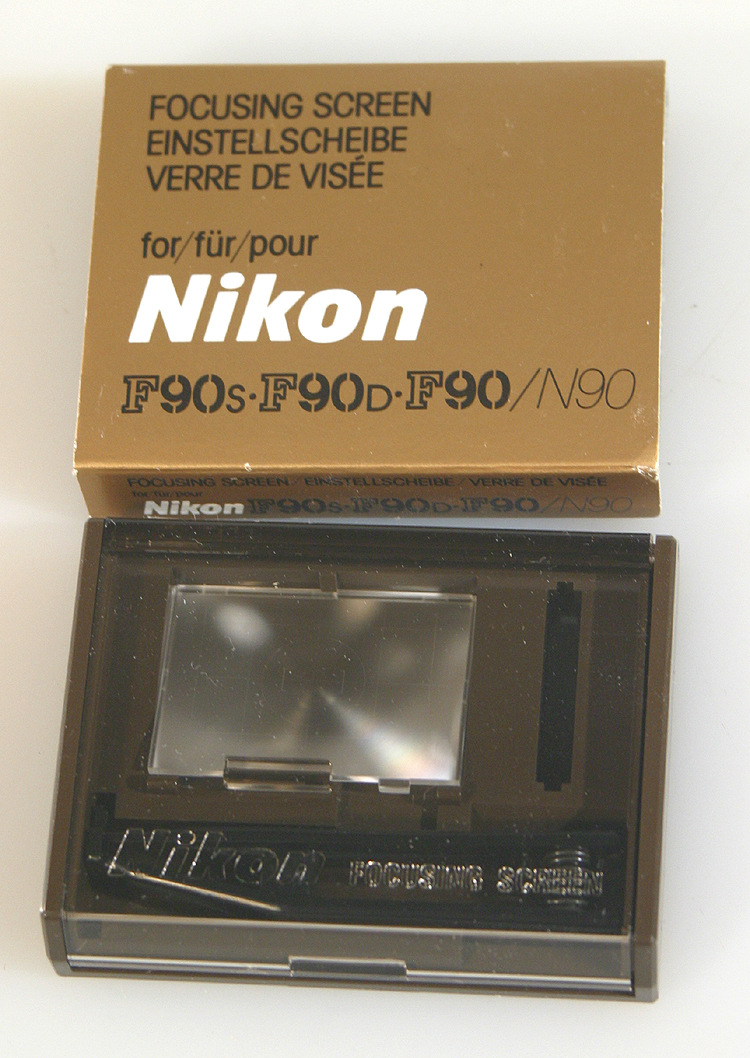 FOCUSING SCREEN
EINSTELLSCHEIBE
VERRE DE VISÉE
for/für/pour
Nikon
F90S·F90D·F90/N90
FOCUSING SCREEN / EINSTELLSCHEIBE / VERRE DE VISÉE
for/für/pour
Nikon F90S·F90D·F90/N90
Nikon FOCUSING SCREEN